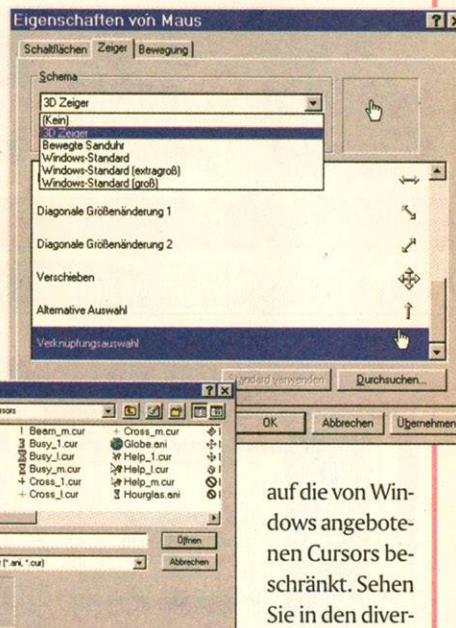 Eigenschaften von Maus
Schaltflächen Zeiger Bewegung
Schema
3D Zeiger
(Kein)
3D Zeiger
Bewegte Sanduhr
Windows-Standard
Windows-Standard (extragroß)
Windows-Standard (groß)
Diagonale Größenänderung 1
Diagonale Größenänderung 2
Verschieben
Alternative Auswahl
Verknüpfungsauswahl
Standard verwenden Durchsuchen...
OK Abbrechen Übernehmen
Beam_m.cur Cross_m.cur
Busy_1.cur Globe.ani
Busy_l.cur Help_1.cur
Busy_m.cur Help_l.cur
Cross_1.cur Help_m.cur
Cross_l.cur Hourglas.ani
Öffnen
(*.ani, *.cur) Abbrechen
auf die von Win-
dows angebote-
nen Cursors be-
schränkt. Sehen
Sie in den diver-